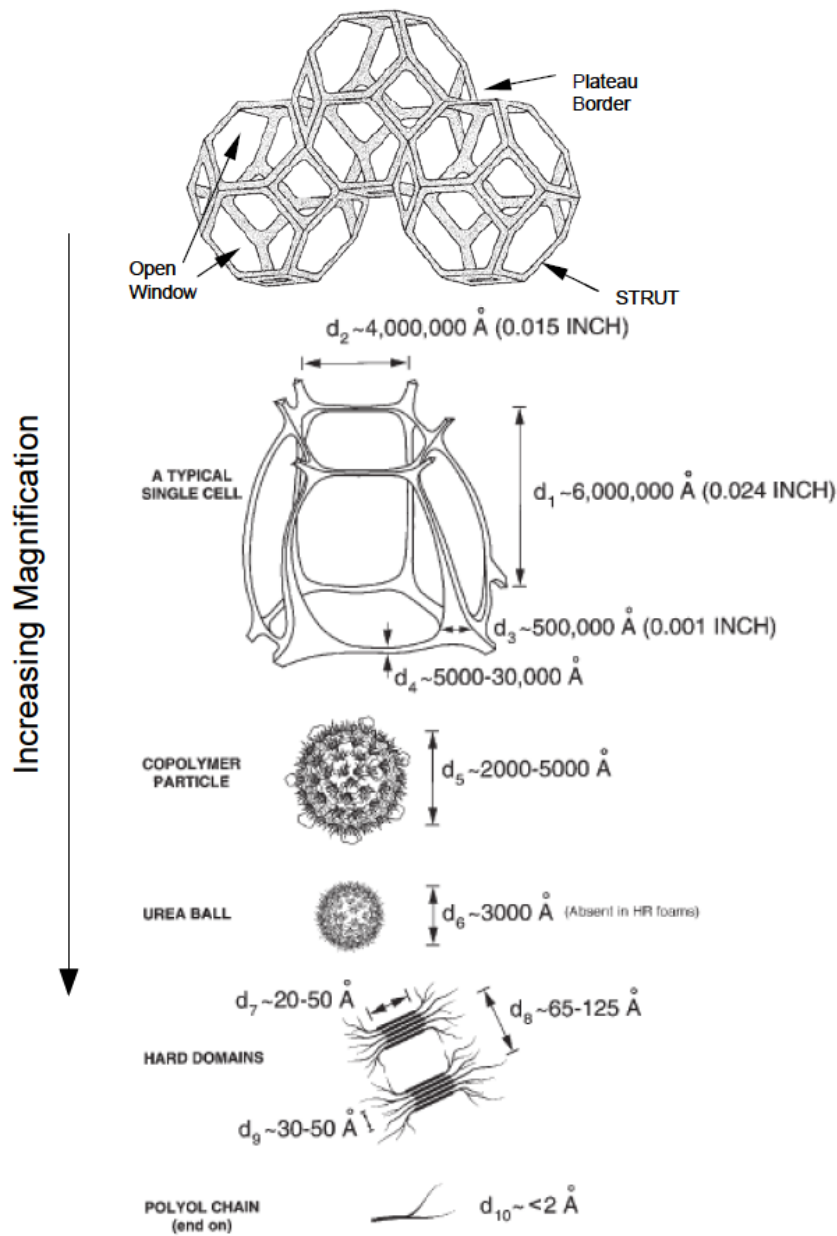 Plateau
Border
Open
Window
STRUT
d₂~4,000,000 Å (0.015 INCH)
Increasing Magnification
A TYPICAL
SINGLE CELL
d₁~6,000,000 Å (0.024 INCH)
d₃~500,000 Å (0.001 INCH)
d₄~5000-30,000 Å
COPOLYMER
PARTICLE
d₅~2000-5000 Å
UREA BALL
d₆~3000 Å (Absent in HR foams)
d₇~20-50 Å
d₈~65-125 Å
HARD DOMAINS
d₉~30-50 Å
POLYOL CHAIN
(end on)
d₁₀~<2 Å